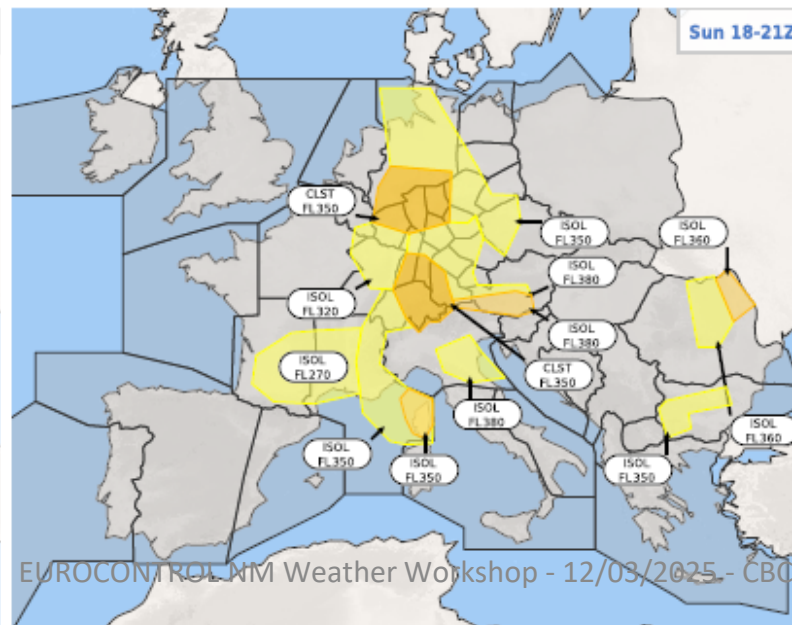 Sun 18-21Z
CLST
FL350
ISOL
FL350
ISOL
FL360
ISOL
FL380
ISOL
FL320
ISOL
FL380
ISOL
FL270
CLST
FL350
ISOL
FL380
ISOL
FL360
ISOL
FL350
ISOL
FL350
ISOL
FL350
EUROCONTROL NM Weather Workshop - 12/03/2025 - CBC